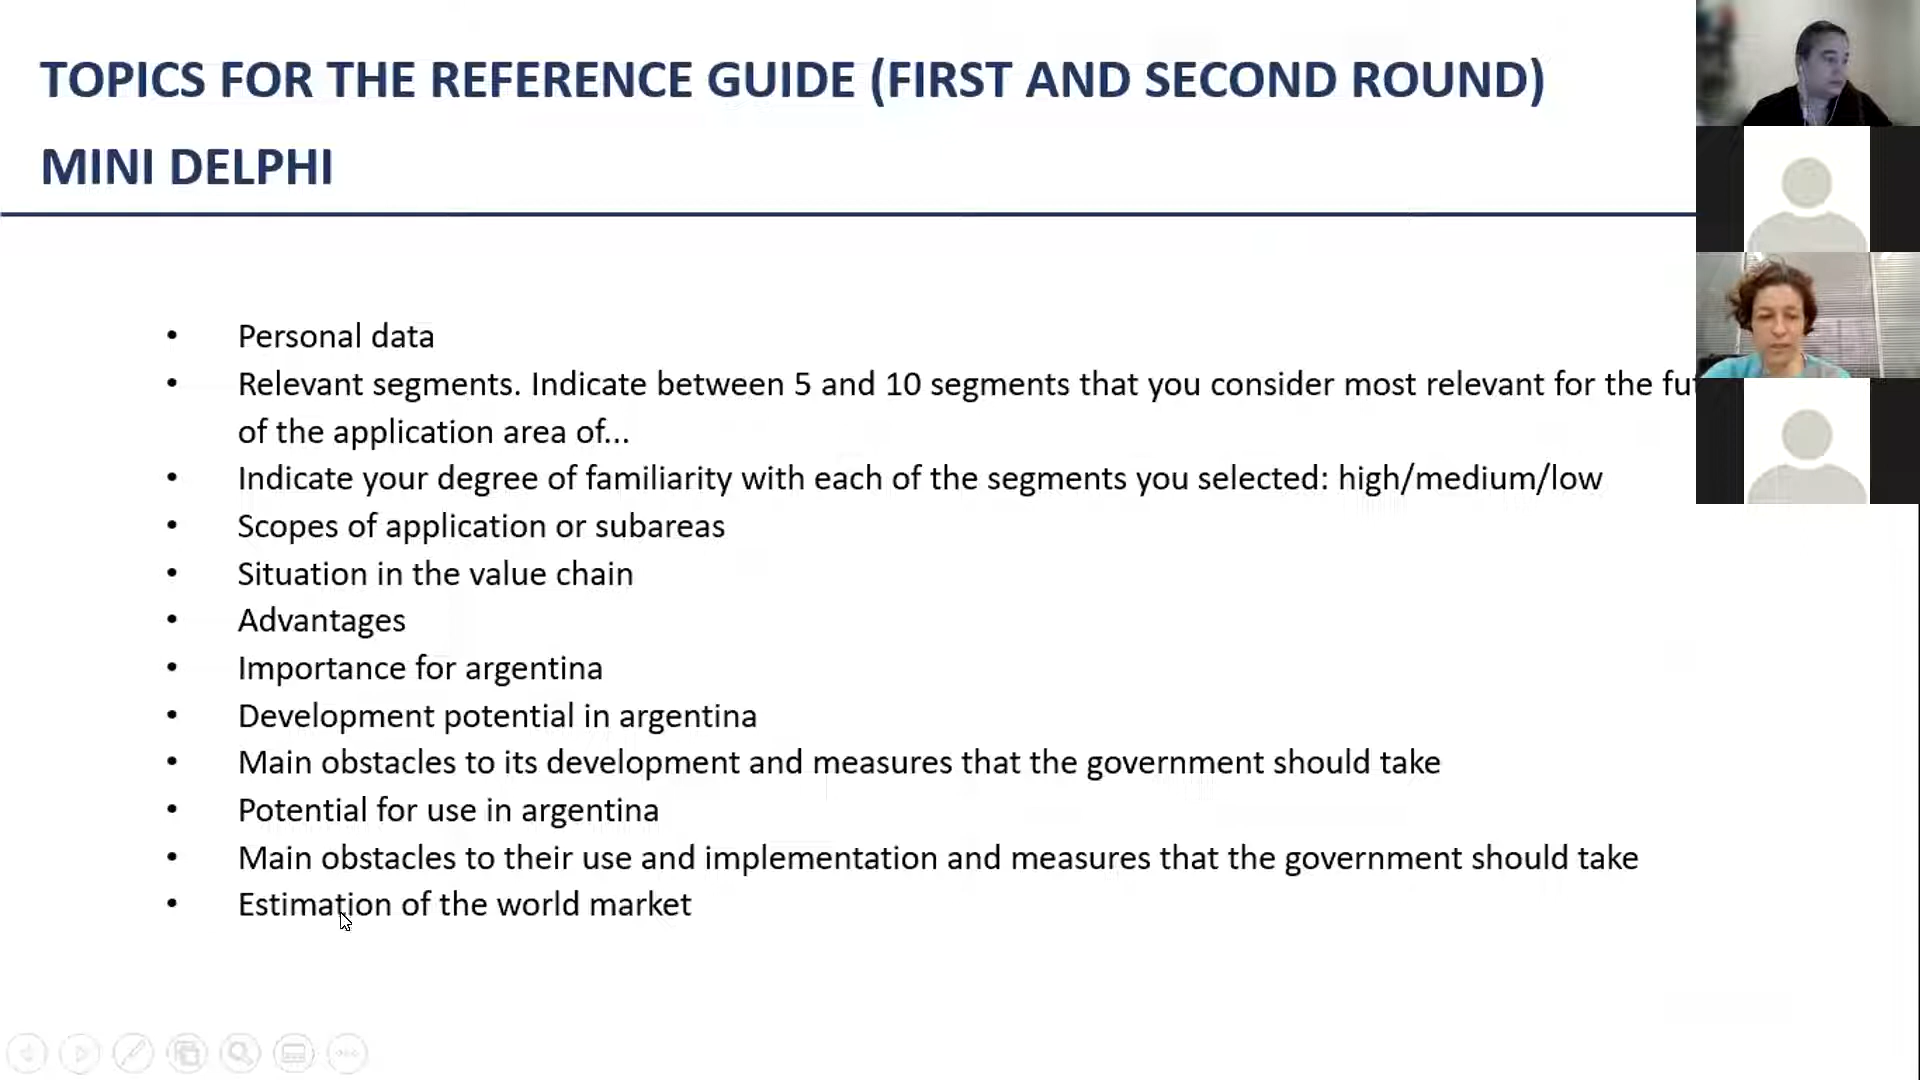 TOPICS FOR THE REFERENCE GUIDE (FIRST AND SECOND ROUND)
MINI DELPHI
• Personal data
• Relevant segments. Indicate between 5 and 10 segments that you consider most relevant for the
of the application area of...
• Indicate your degree of familiarity with each of the segments you selected: high/medium/low
• Scopes of application or subareas
• Situation in the value chain
• Advantages
• Importance for argentina
• Development potential in argentina
• Main obstacles to its development and measures that the government should take
• Potential for use in argentina
• Main obstacles to their use and implementation and measures that the government should take
• Estimation of the world market